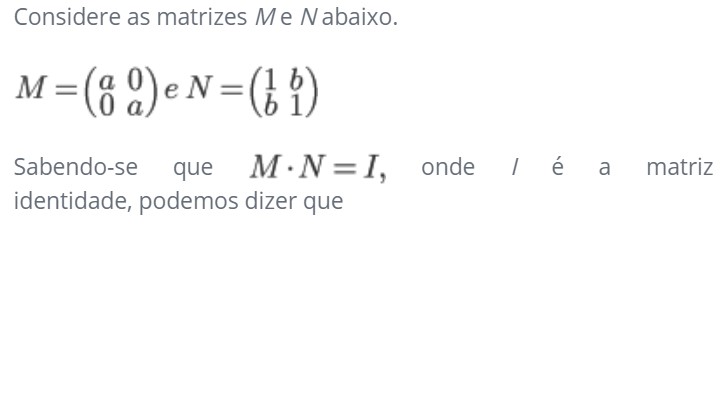 Considere as matrizes M e N abaixo.
M = (a 0
0 a) e N = (1 b
b 1)
Sabendo-se que M · N = I, onde I é a matriz
identidade, podemos dizer que